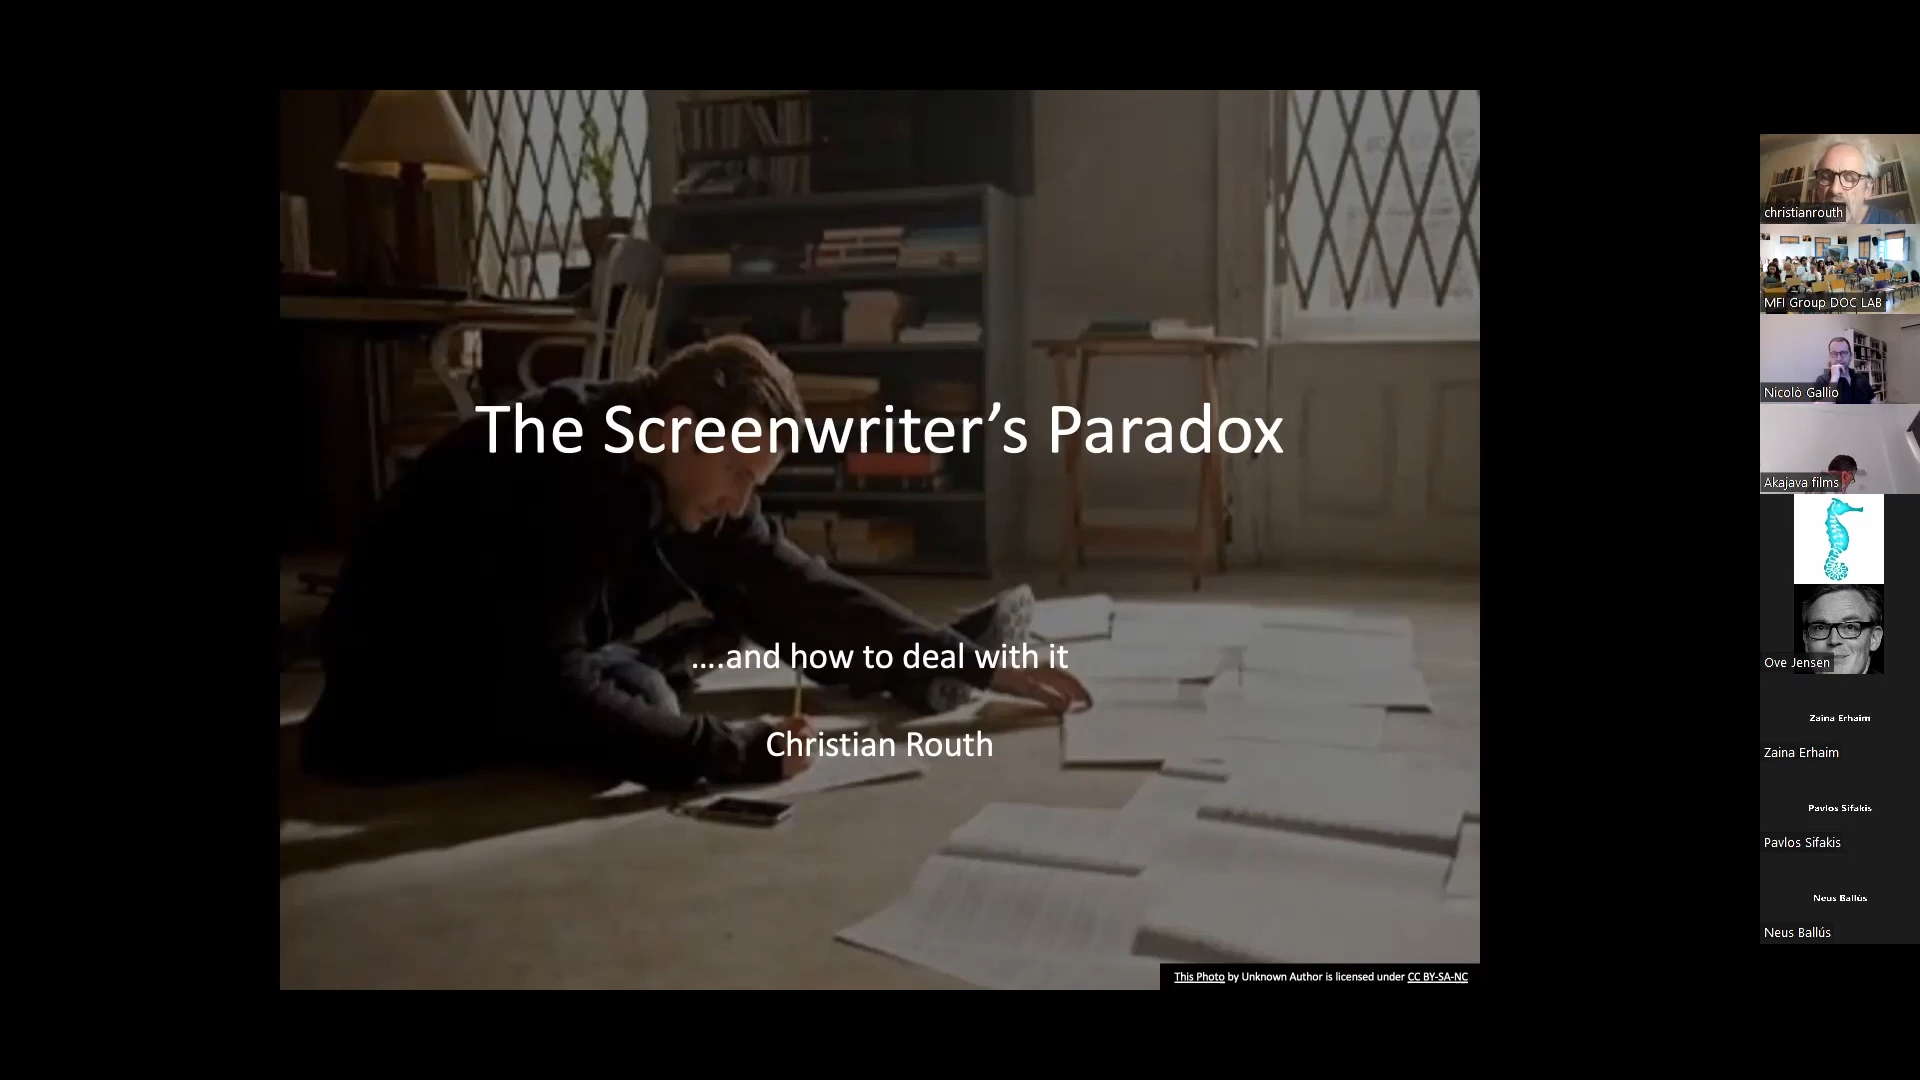 The Screenwriter’s Paradox
....and how to deal with it
Christian Routh
This Photo by Unknown Author is licensed under CC BY-SA-NC
christianrouth
MFI Group DOC LAB
Nicolò Gallio
Akajava films
Ove Jensen
Zaina Erhaim
Zaina Erhaim
Pavlos Sifakis
Pavlos Sifakis
Neus Ballús
Neus Ballús